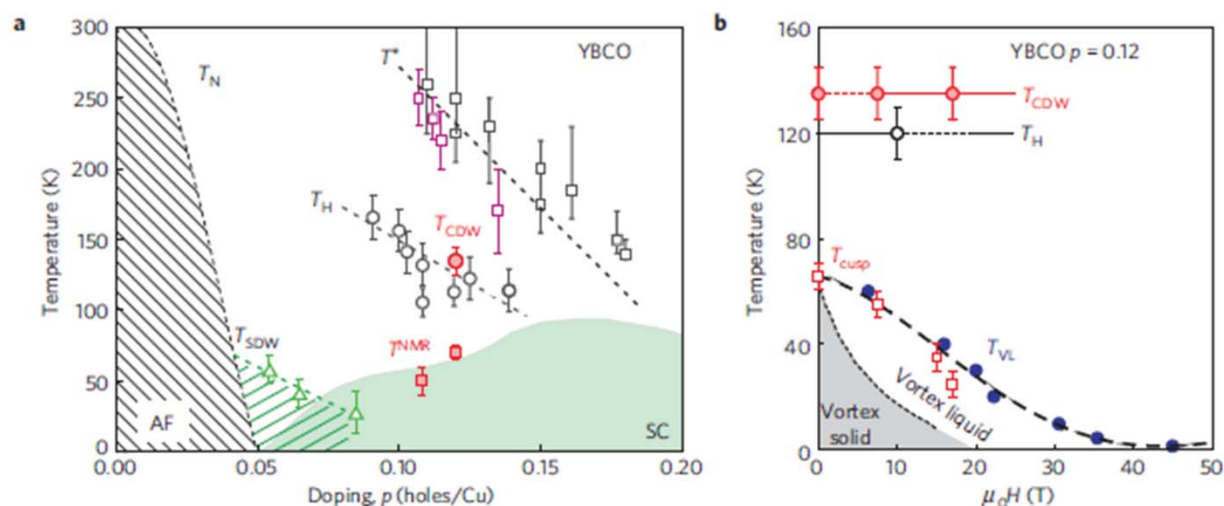 a
300
250
200
150
100
50
0
Temperature (K)
T_N
T*
YBCO
T_H
T_CDW
T_SDW
T^NMR
AF
SC
0.00
0.05
0.10
0.15
0.20
Doping, p (holes/Cu)
b
160
120
80
40
0
Temperature (K)
YBCO p = 0.12
T_CDW
T_H
T_cusp
T_VL
Vortex liquid
Vortex
solid
0
10
20
30
40
50
μ₀H (T)